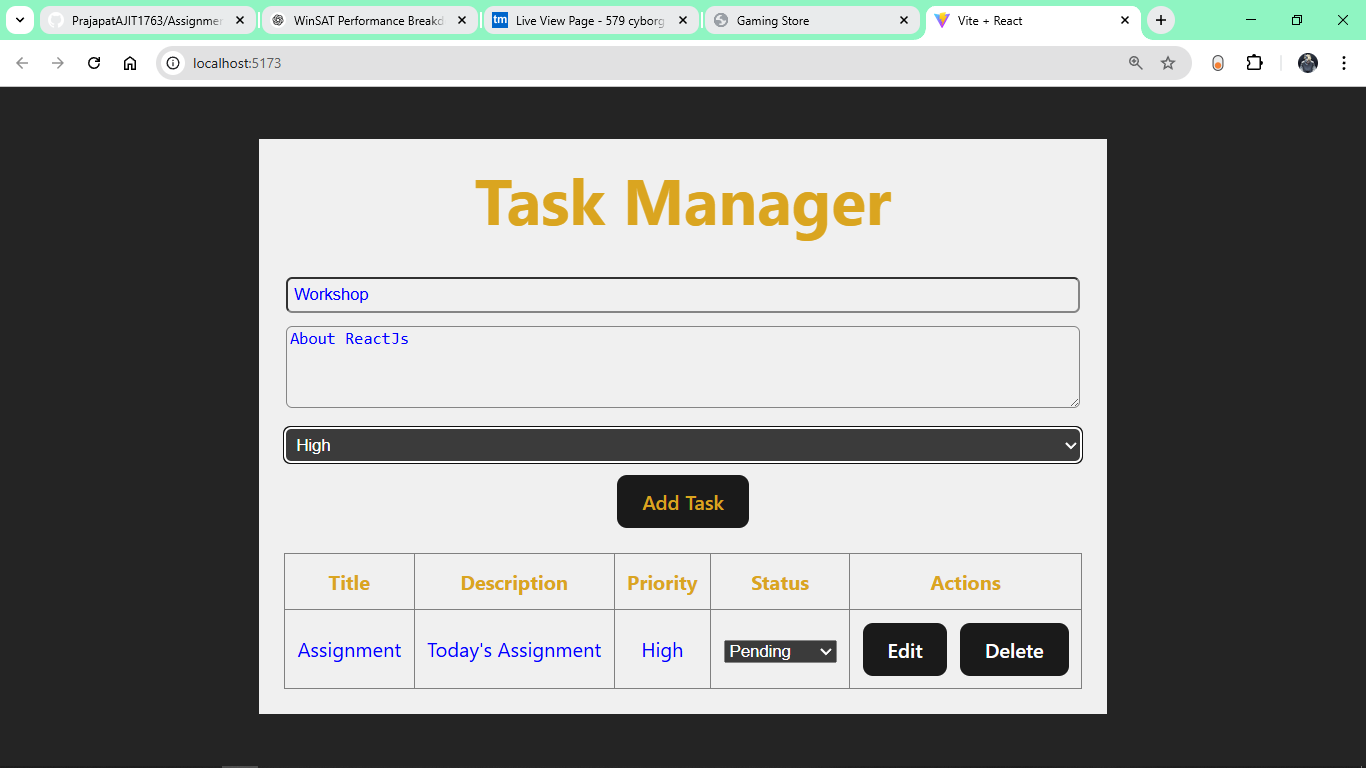 PrajapatAJIT1763/Assignmen
WinSAT Performance Breakd
tm Live View Page - 579 cyborg
Gaming Store
Vite + React
localhost:5173
Task Manager
Workshop
About ReactJs
High
Add Task
Title Description Priority Status Actions
Assignment Today's Assignment High Pending Edit Delete